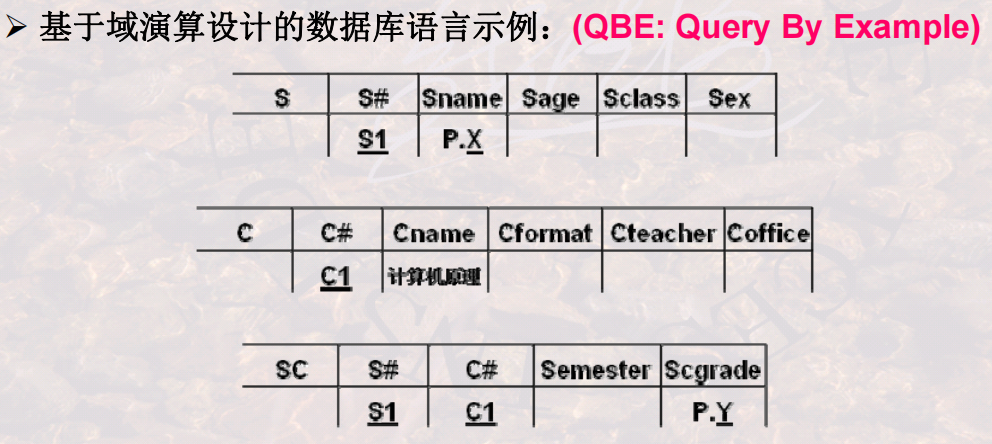 ➢ 基于域演算设计的数据库语言示例：(QBE: Query By Example)
S S# Sname Sage Sclass Sex
S1 P.X
C C# Cname Cformat Cteacher Coffice
C1 计算机原理
SC S# C# Semester Scgrade
S1 C1 P.Y